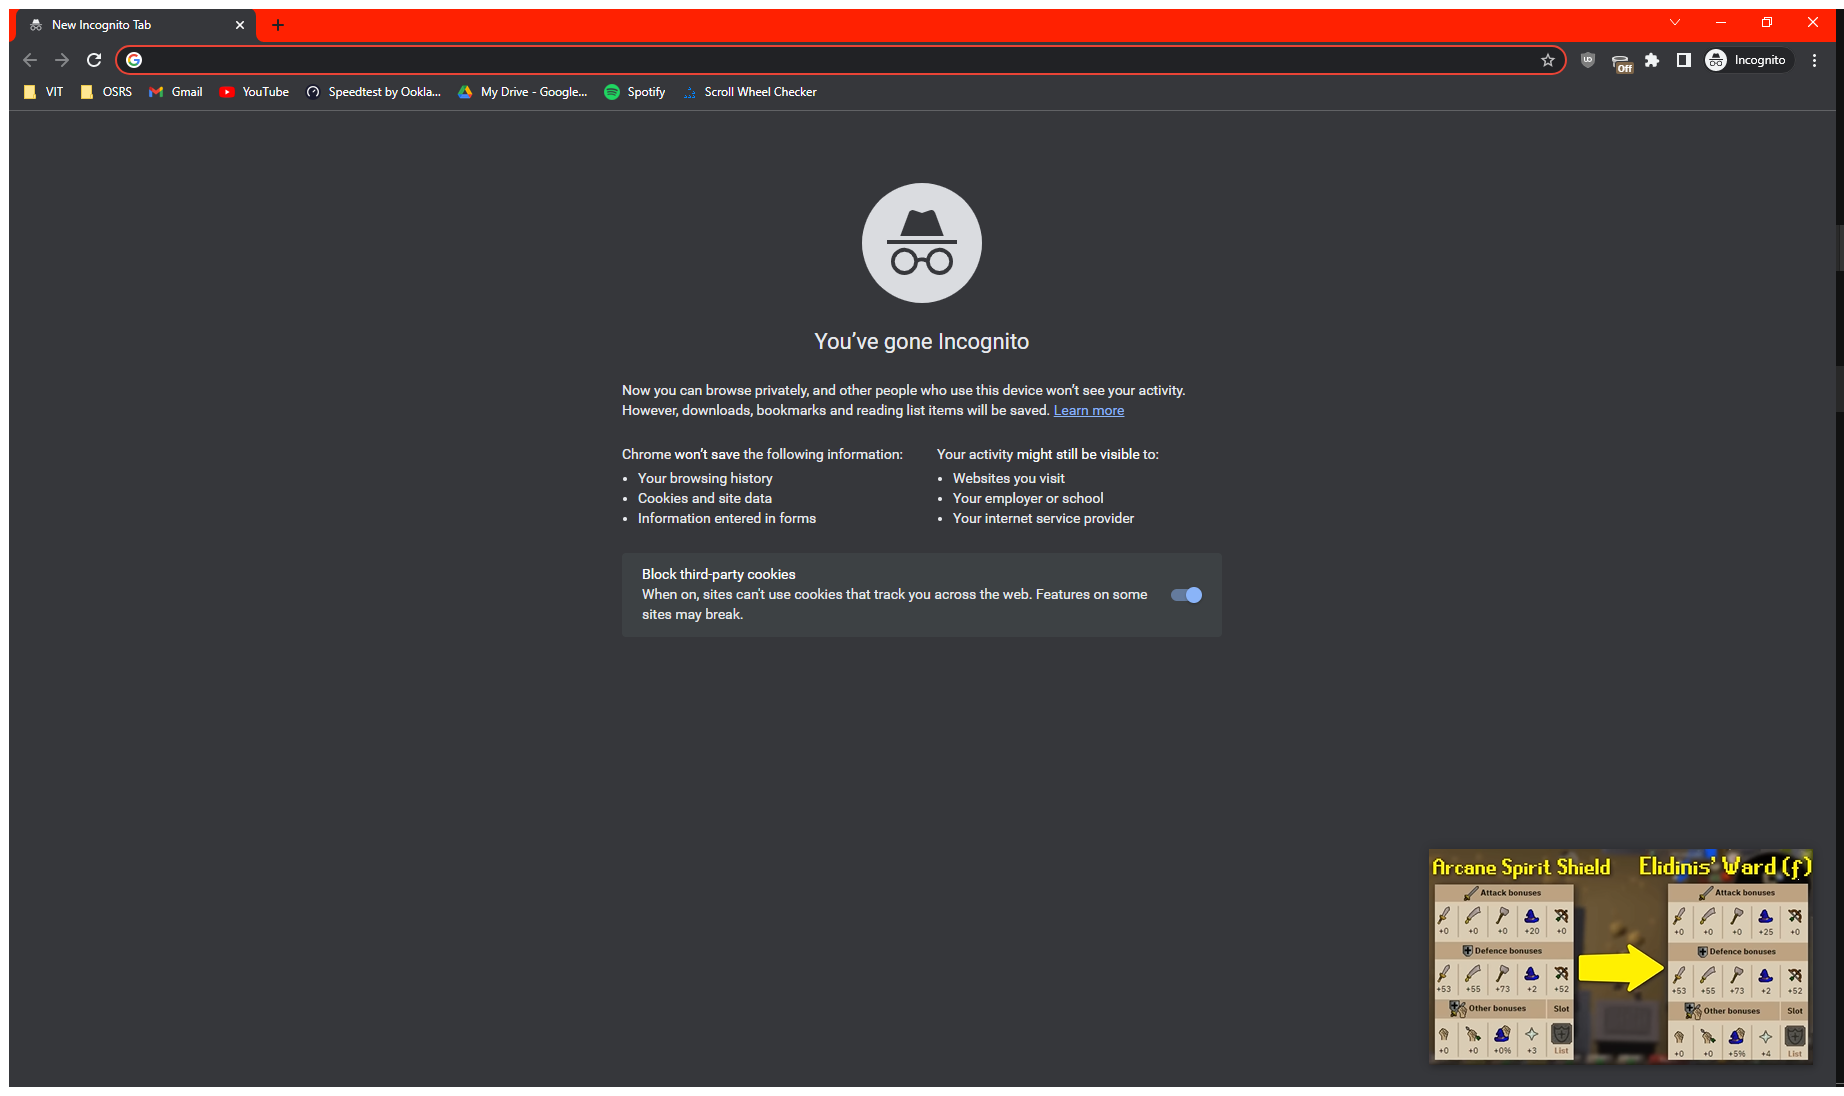 New Incognito Tab
Off
Incognito
VIT OSRS Gmail YouTube Speedtest by Ookla... My Drive - Google... Spotify Scroll Wheel Checker
You've gone Incognito
Now you can browse privately, and other people who use this device won't see your activity.
However, downloads, bookmarks and reading list items will be saved. Learn more
Chrome won't save the following information:
Your browsing history
Cookies and site data
Information entered in forms
Your activity might still be visible to:
Websites you visit
Your employer or school
Your internet service provider
Block third-party cookies
When on, sites can't use cookies that track you across the web. Features on some
sites may break.
Arcane Spirit Shield
Attack bonuses
+0 +0 +0 +20 +0
Defence bonuses
+53 +55 +73 +2 +52
Other bonuses Slot
+0 +0 +0% +3 List
Elidinis' Ward (f)
Attack bonuses
+0 +0 +0 +25 +0
Defence bonuses
+53 +55 +73 +2 +52
Other bonuses Slot
+0 +0 +5% +4 List